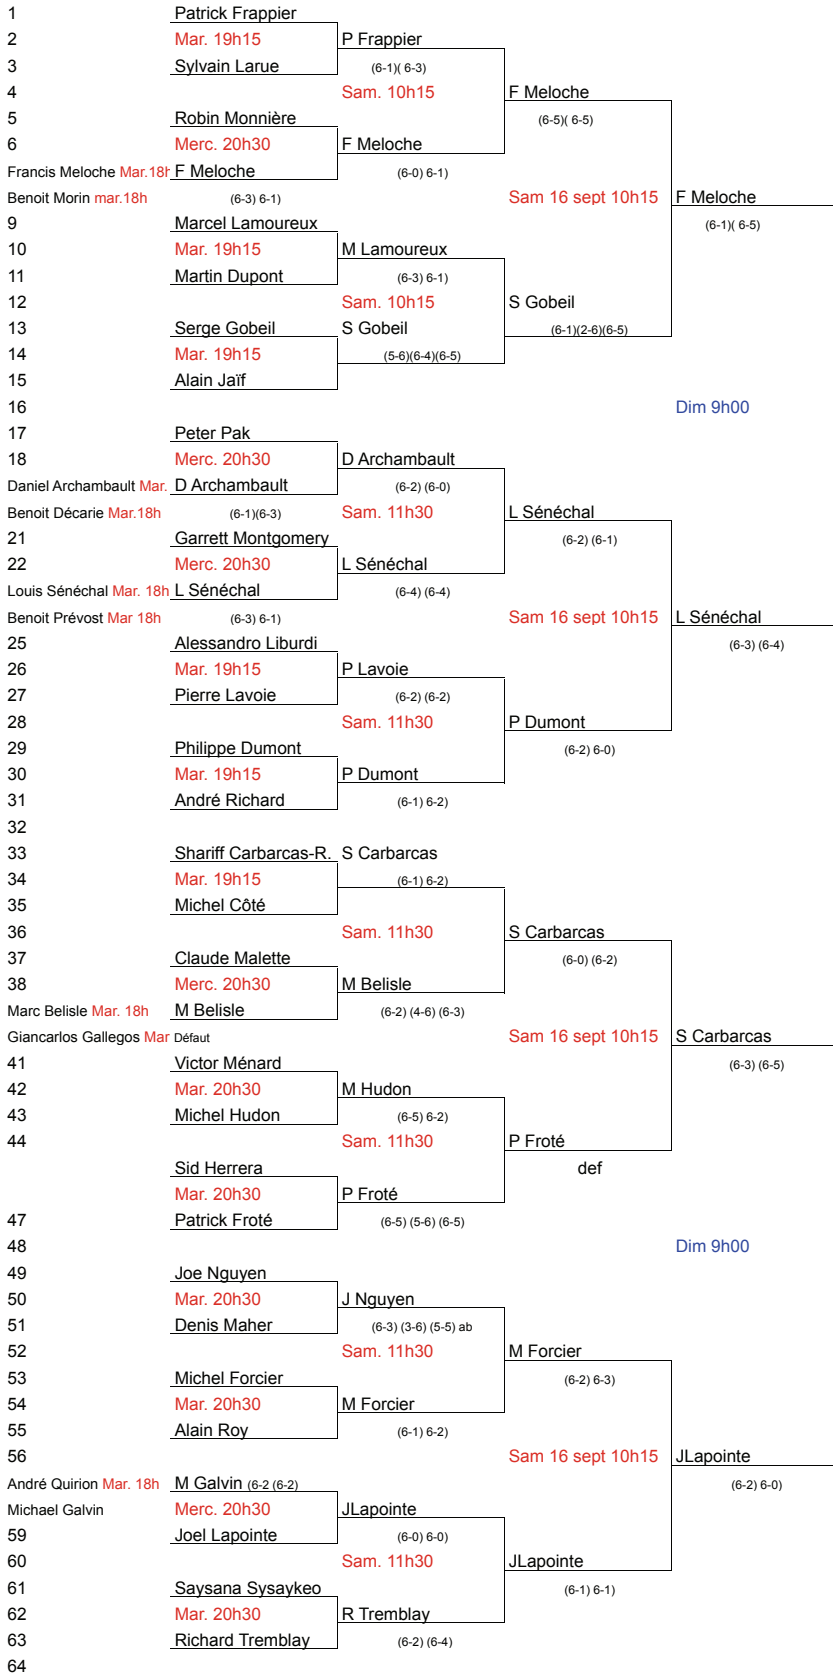 1 Patrick Frappier
2 Mar. 19h15 P Frappier
3 Sylvain Larue (6-1)( 6-3)
4 Sam. 10h15 F Meloche
5 Robin Monnière (6-5)( 6-5)
6 Merc. 20h30 F Meloche
Francis Meloche Mar.18h F Meloche (6-0) 6-1)
Benoit Morin mar.18h (6-3) 6-1) Sam 16 sept 10h15 F Meloche
9 Marcel Lamoureux (6-1)( 6-5)
10 Mar. 19h15 M Lamoureux
11 Martin Dupont (6-3) 6-1)
12 Sam. 10h15 S Gobeil
13 Serge Gobeil S Gobeil (6-1)(2-6)(6-5)
14 Mar. 19h15 (5-6)(6-4)(6-5)
15 Alain Jaïf
16 Dim 9h00
17 Peter Pak
18 Merc. 20h30 D Archambault
Daniel Archambault Mar. D Archambault (6-2) (6-0)
Benoit Décarie Mar.18h (6-1)(6-3) Sam. 11h30 L Sénéchal
21 Garrett Montgomery (6-2) (6-1)
22 Merc. 20h30 L Sénéchal
Louis Sénéchal Mar. 18h L Sénéchal (6-4) (6-4)
Benoit Prévost Mar 18h (6-3) 6-1) Sam 16 sept 10h15 L Sénéchal
25 Alessandro Liburdi (6-3) (6-4)
26 Mar. 19h15 P Lavoie
27 Pierre Lavoie (6-2) (6-2)
28 Sam. 11h30 P Dumont
29 Philippe Dumont (6-2) 6-0)
30 Mar. 19h15 P Dumont
31 André Richard (6-1) 6-2)
32
33 Shariff Carbarcas-R. S Carbarcas
34 Mar. 19h15 (6-1) 6-2)
35 Michel Côté
36 Sam. 11h30 S Carbarcas
37 Claude Malette (6-0) (6-2)
38 Merc. 20h30 M Belisle
Marc Belisle Mar. 18h M Belisle (6-2) (4-6) (6-3)
Giancarlos Gallegos Mar Défaut Sam 16 sept 10h15 S Carbarcas
41 Victor Ménard (6-3) (6-5)
42 Mar. 20h30 M Hudon
43 Michel Hudon (6-5) 6-2)
44 Sam. 11h30 P Froté
Sid Herrera def
Mar. 20h30 P Froté
47 Patrick Froté (6-5) (5-6) (6-5)
48 Dim 9h00
49 Joe Nguyen
50 Mar. 20h30 J Nguyen
51 Denis Maher (6-3) (3-6) (5-5) ab
52 Sam. 11h30 M Forcier
53 Michel Forcier (6-2) 6-3)
54 Mar. 20h30 M Forcier
55 Alain Roy (6-1) 6-2)
56 Sam 16 sept 10h15 JLapointe
André Quirion Mar. 18h M Galvin (6-2 (6-2) (6-2) 6-0)
Michael Galvin Merc. 20h30 JLapointe
59 Joel Lapointe (6-0) 6-0)
60 Sam. 11h30 JLapointe
61 Saysana Sysaykeo (6-1) 6-1)
62 Mar. 20h30 R Tremblay
63 Richard Tremblay (6-2) (6-4)
64